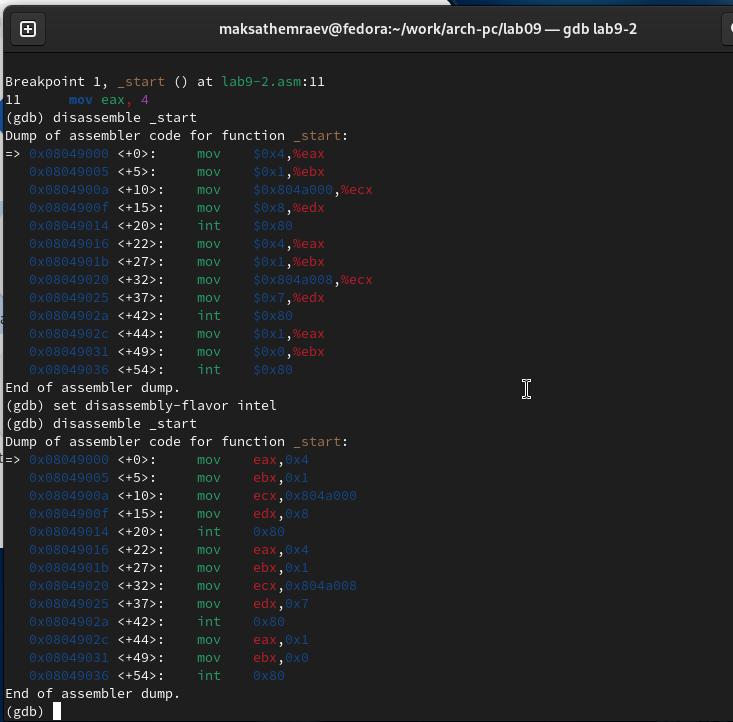 maksathemraev@fedora:~/work/arch-pc/lab09 — gdb lab9-2
Breakpoint 1, _start () at lab9-2.asm:11
11      mov eax, 4
(gdb) disassemble _start
Dump of assembler code for function _start:
=> 0x08049000 <+0>:     mov    $0x4,%eax
   0x08049005 <+5>:     mov    $0x1,%ebx
   0x0804900a <+10>:    mov    $0x804a000,%ecx
   0x0804900f <+15>:    mov    $0x8,%edx
   0x08049014 <+20>:    int    $0x80
   0x08049016 <+22>:    mov    $0x4,%eax
   0x0804901b <+27>:    mov    $0x1,%ebx
   0x08049020 <+32>:    mov    $0x804a008,%ecx
   0x08049025 <+37>:    mov    $0x7,%edx
   0x0804902a <+42>:    int    $0x80
   0x0804902c <+44>:    mov    $0x1,%eax
   0x08049031 <+49>:    mov    $0x0,%ebx
   0x08049036 <+54>:    int    $0x80
End of assembler dump.
(gdb) set disassembly-flavor intel
(gdb) disassemble _start
Dump of assembler code for function _start:
=> 0x08049000 <+0>:     mov    eax,0x4
   0x08049005 <+5>:     mov    ebx,0x1
   0x0804900a <+10>:    mov    ecx,0x804a000
   0x0804900f <+15>:    mov    edx,0x8
   0x08049014 <+20>:    int    0x80
   0x08049016 <+22>:    mov    eax,0x4
   0x0804901b <+27>:    mov    ebx,0x1
   0x08049020 <+32>:    mov    ecx,0x804a008
   0x08049025 <+37>:    mov    edx,0x7
   0x0804902a <+42>:    int    0x80
   0x0804902c <+44>:    mov    eax,0x1
   0x08049031 <+49>:    mov    ebx,0x0
   0x08049036 <+54>:    int    0x80
End of assembler dump.
(gdb)